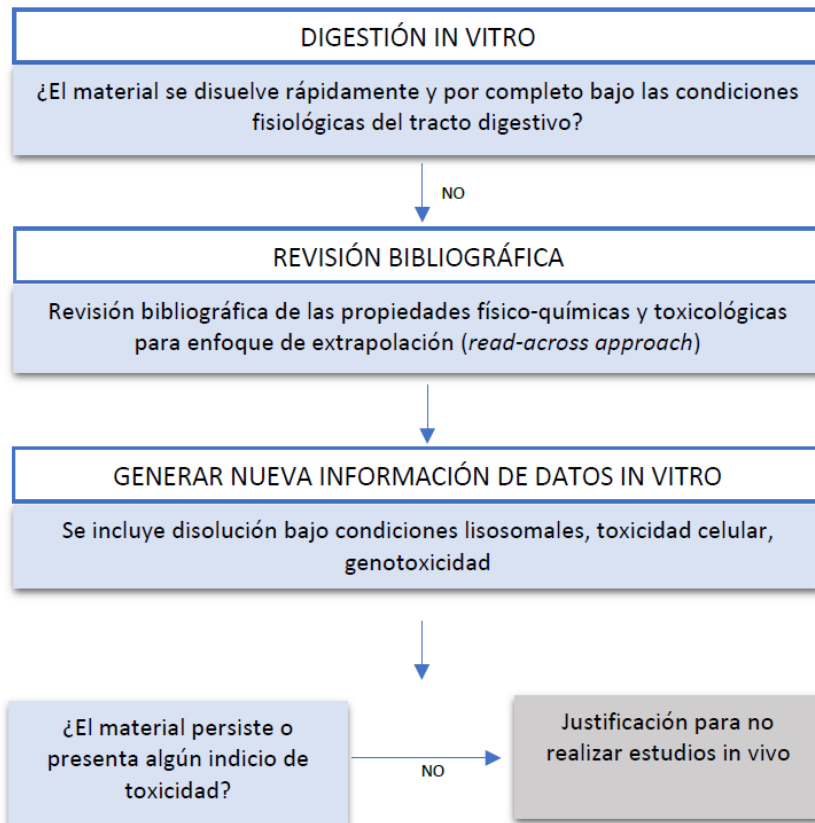 DIGESTIÓN IN VITRO
¿El material se disuelve rápidamente y por completo bajo las condiciones
fisiológicas del tracto digestivo?
NO
REVISIÓN BIBLIOGRÁFICA
Revisión bibliográfica de las propiedades físico-químicas y toxicológicas
para enfoque de extrapolación (read-across approach)
GENERAR NUEVA INFORMACIÓN DE DATOS IN VITRO
Se incluye disolución bajo condiciones lisosomales, toxicidad celular,
genotoxicidad
¿El material persiste o
presenta algún indicio de
toxicidad?
NO
Justificación para no
realizar estudios in vivo